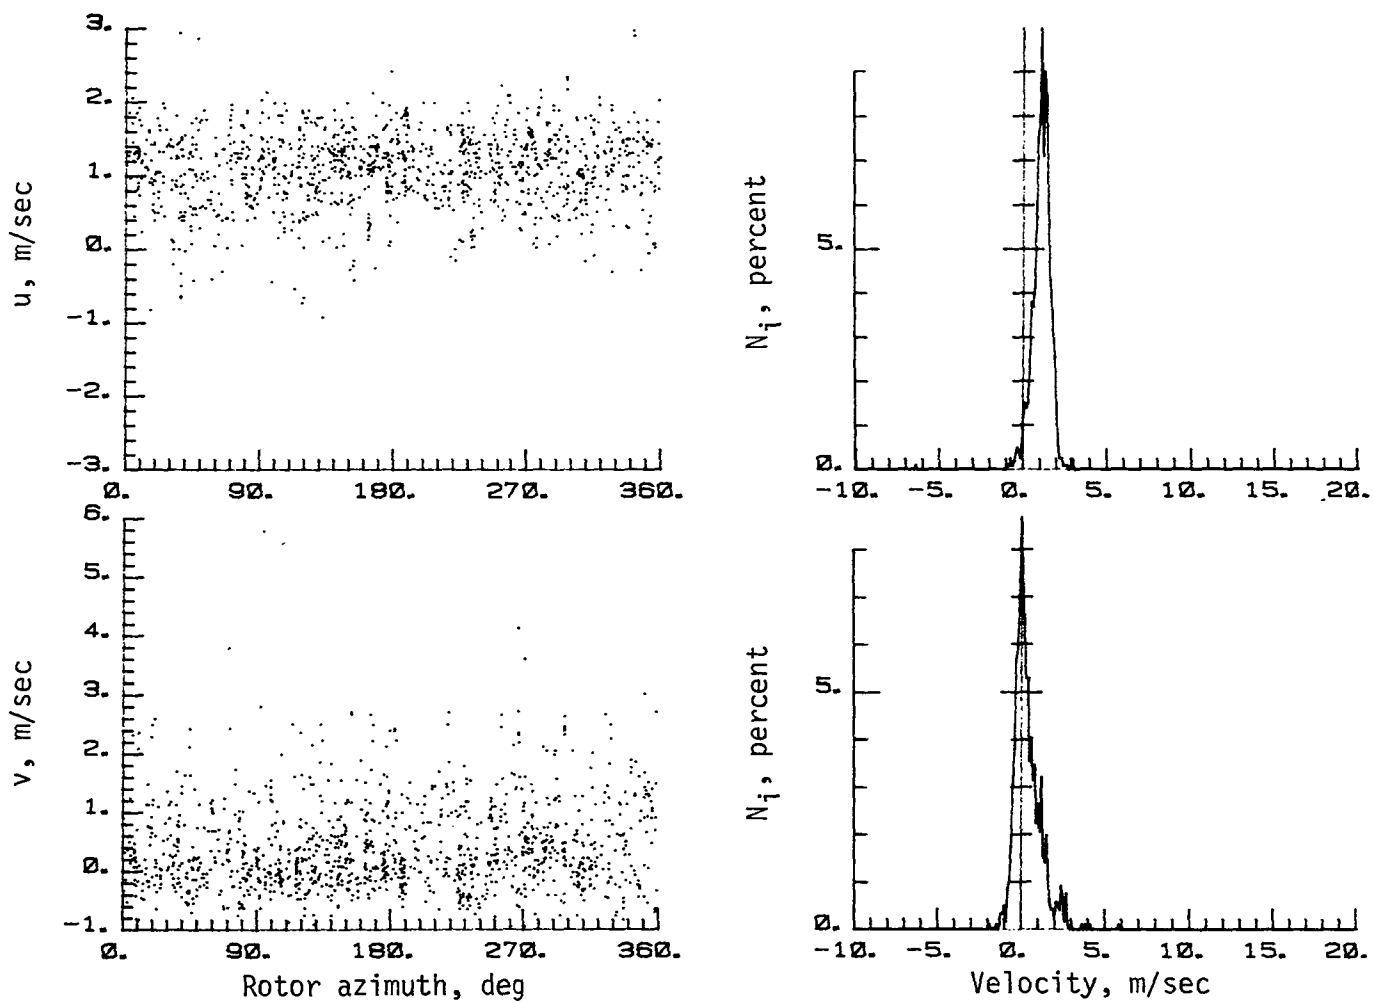 3.
2.
1.
0.
-1.
-2.
-3.
u, m/sec
0. 90. 180. 270. 360.
5.
0.
N_i, percent
-10. -5. 0. 5. 10. 15. 20.
6.
5.
4.
3.
2.
1.
0.
-1.
v, m/sec
0. 90. 180. 270. 360.
Rotor azimuth, deg
5.
0.
N_i, percent
-10. -5. 0. 5. 10. 15. 20.
Velocity, m/sec